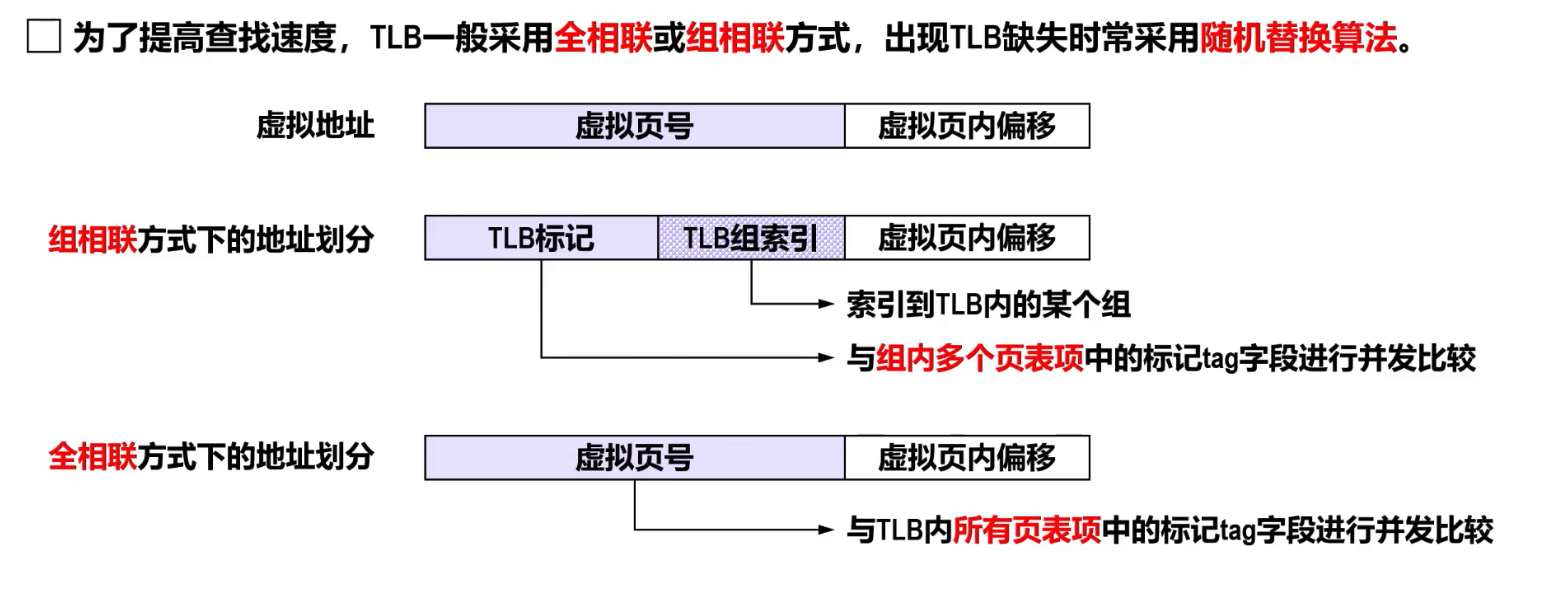 为了提高查找速度，TLB一般采用全相联或组相联方式，出现TLB缺失时常采用随机替换算法。
虚拟地址 虚拟页号 虚拟页内偏移
组相联方式下的地址划分 TLB标记 TLB组索引 虚拟页内偏移
索引到TLB内的某个组
与组内多个页表项中的标记tag字段进行并发比较
全相联方式下的地址划分 虚拟页号 虚拟页内偏移
与TLB内所有页表项中的标记tag字段进行并发比较